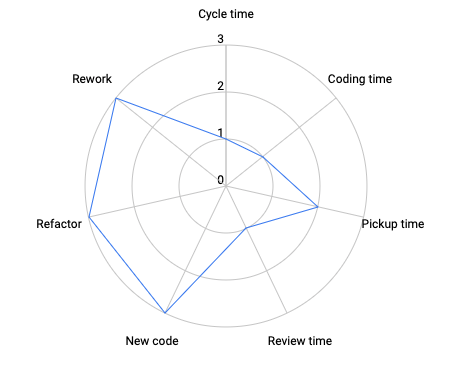 Cycle time
3
Rework
Coding time
2
1
0
Refactor
Pickup time
New code
Review time